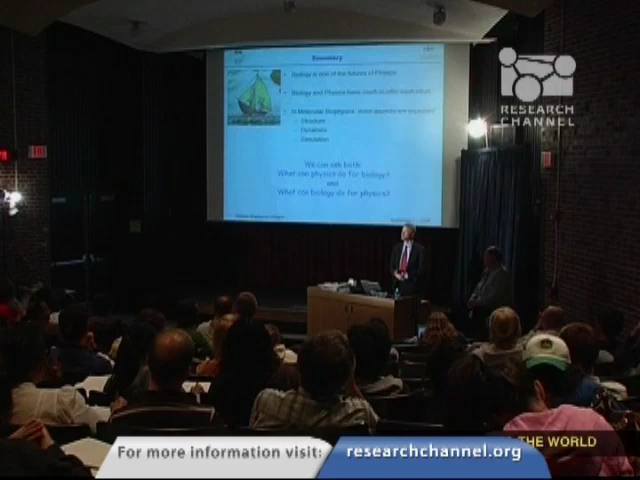 Summary
RESEARCH
CHANNEL
• Biology is one of the futures of Physics
• Biology and Physics have much to offer each other
• In Molecular Biophysics, three aspects are important
– Structure
– Dynamics
– Simulation
We can ask both:
What can physics do for biology?
and
What can biology do for physics?
THE WORLD
For more information visit:
researchchannel.org